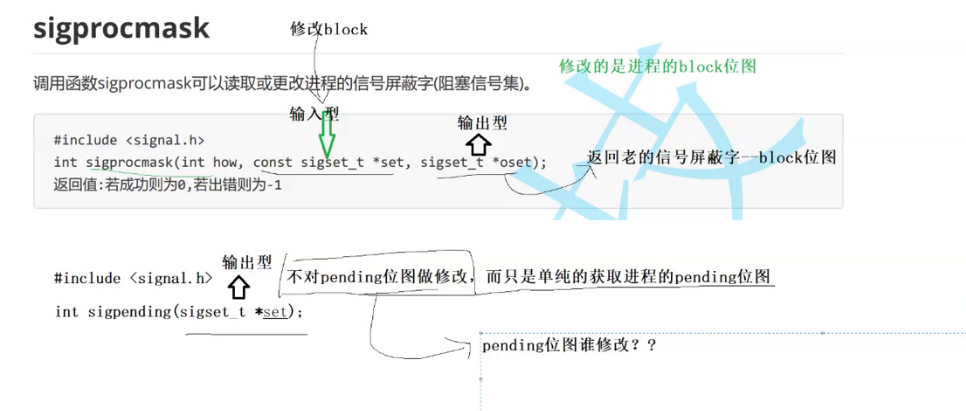 sigprocmask
修改block
调用函数sigprocmask可以读取或更改进程的信号屏蔽字(阻塞信号集)。
修改的是进程的block位图
输入型
输出型
#include <signal.h>
int sigprocmask(int how, const sigset_t *set, sigset_t *oset);
返回值:若成功则为0,若出错则为-1
返回老的信号屏蔽字--block位图
输出型
#include <signal.h>
不对pending位图做修改，而只是单纯的获取进程的pending位图
int sigpending(sigset_t *set);
pending位图谁修改？?